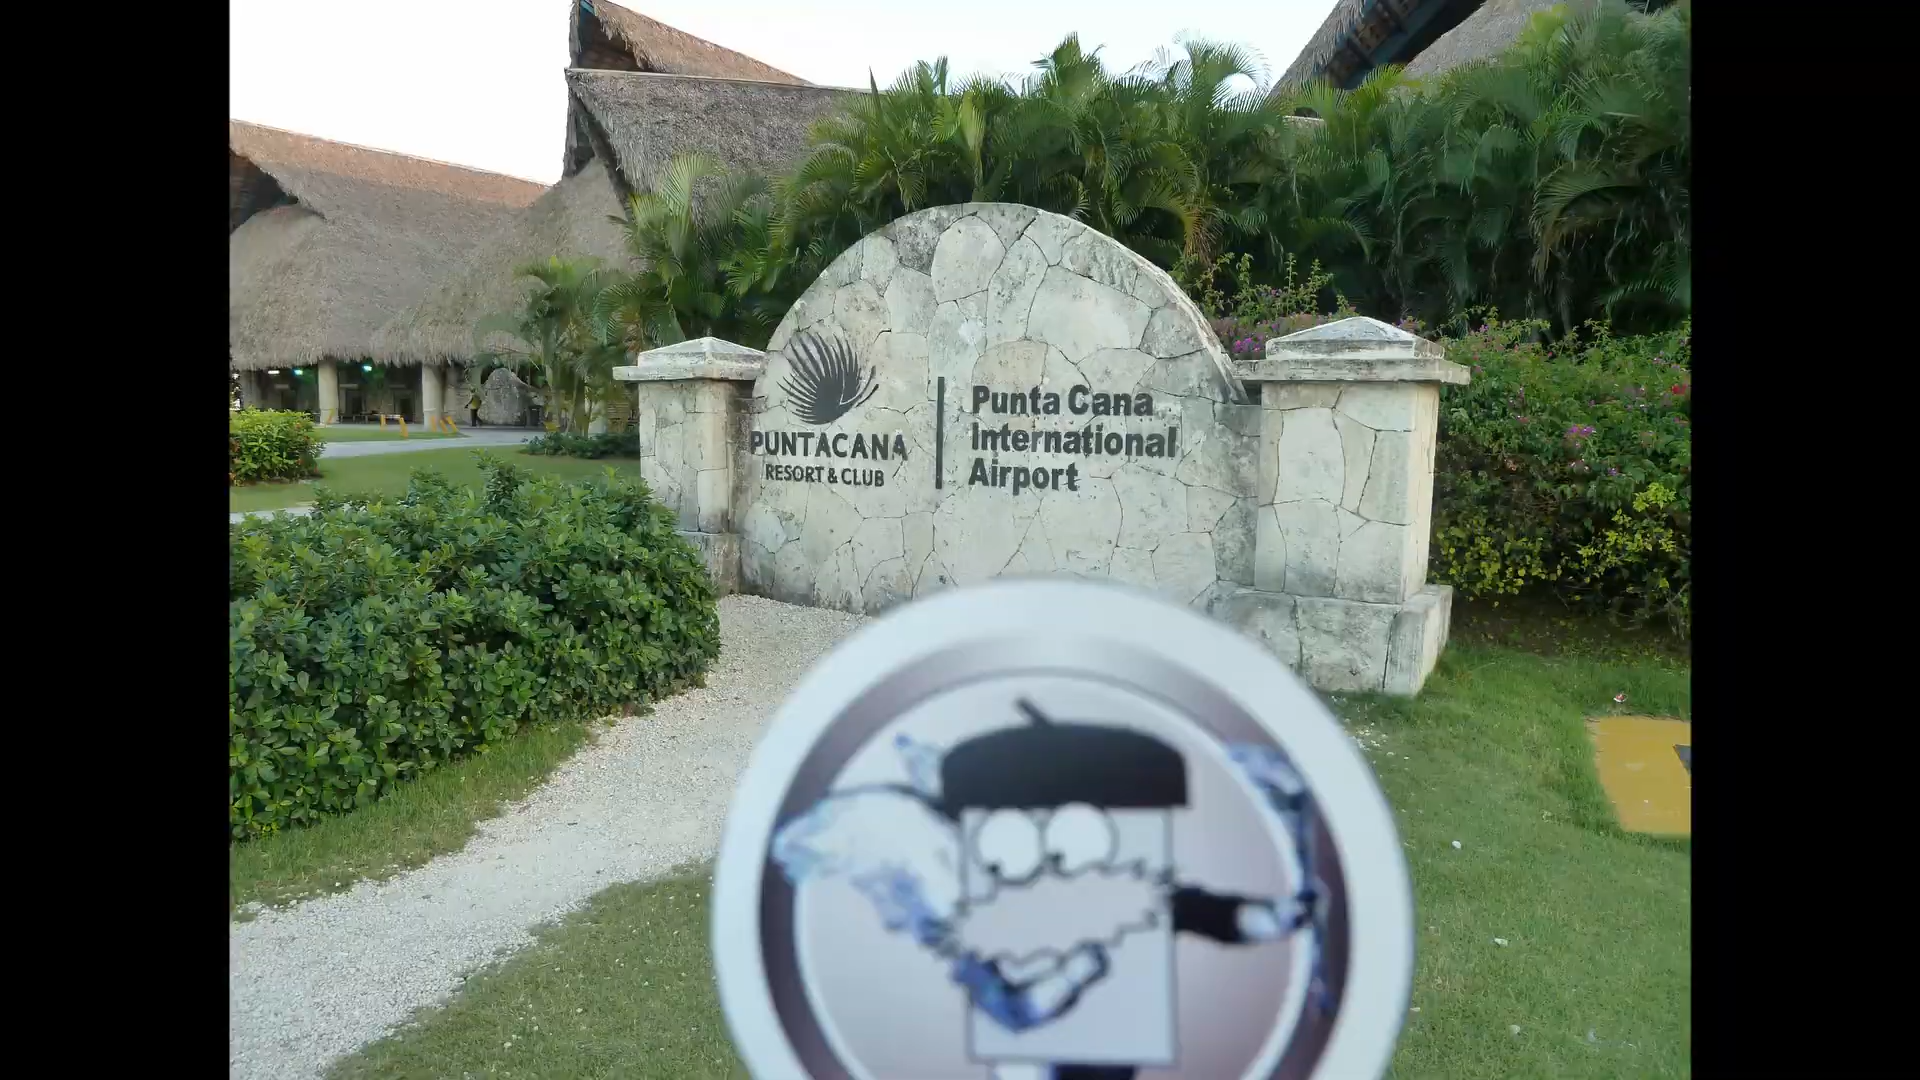 PUNTACANA
RESORT & CLUB
Punta Cana
International
Airport